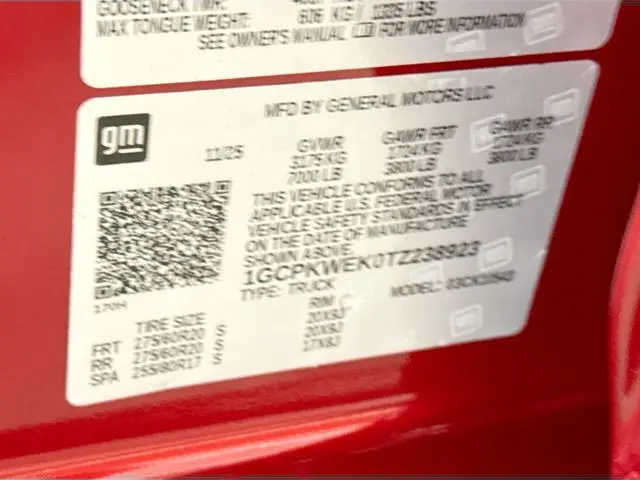 GOOSENECK TWR:
MAX TONGUE WEIGHT: 606 KG / 1335 LBS
SEE OWNER'S MANUAL FOR MORE INFORMATION
gm
MFD BY GENERAL MOTORS LLC
11/25
GVWR GAWR FRT GAWR RR
3175 KG 1724 KG 1724 KG
7000 LB 3800 LB 3800 LB
THIS VEHICLE CONFORMS TO ALL
APPLICABLE U.S. FEDERAL MOTOR
VEHICLE SAFETY STANDARDS IN EFFECT
ON THE DATE OF MANUFACTURE
SHOWN ABOVE.
1GCPKWEK0TZ238923
TYPE: TRUCK MODEL:
170H
TIRE SIZE RIM
FRT 275/60R20 S 20X9J
RR 275/60R20 S 20X9J
SPA 255/80R17 S 17X8J